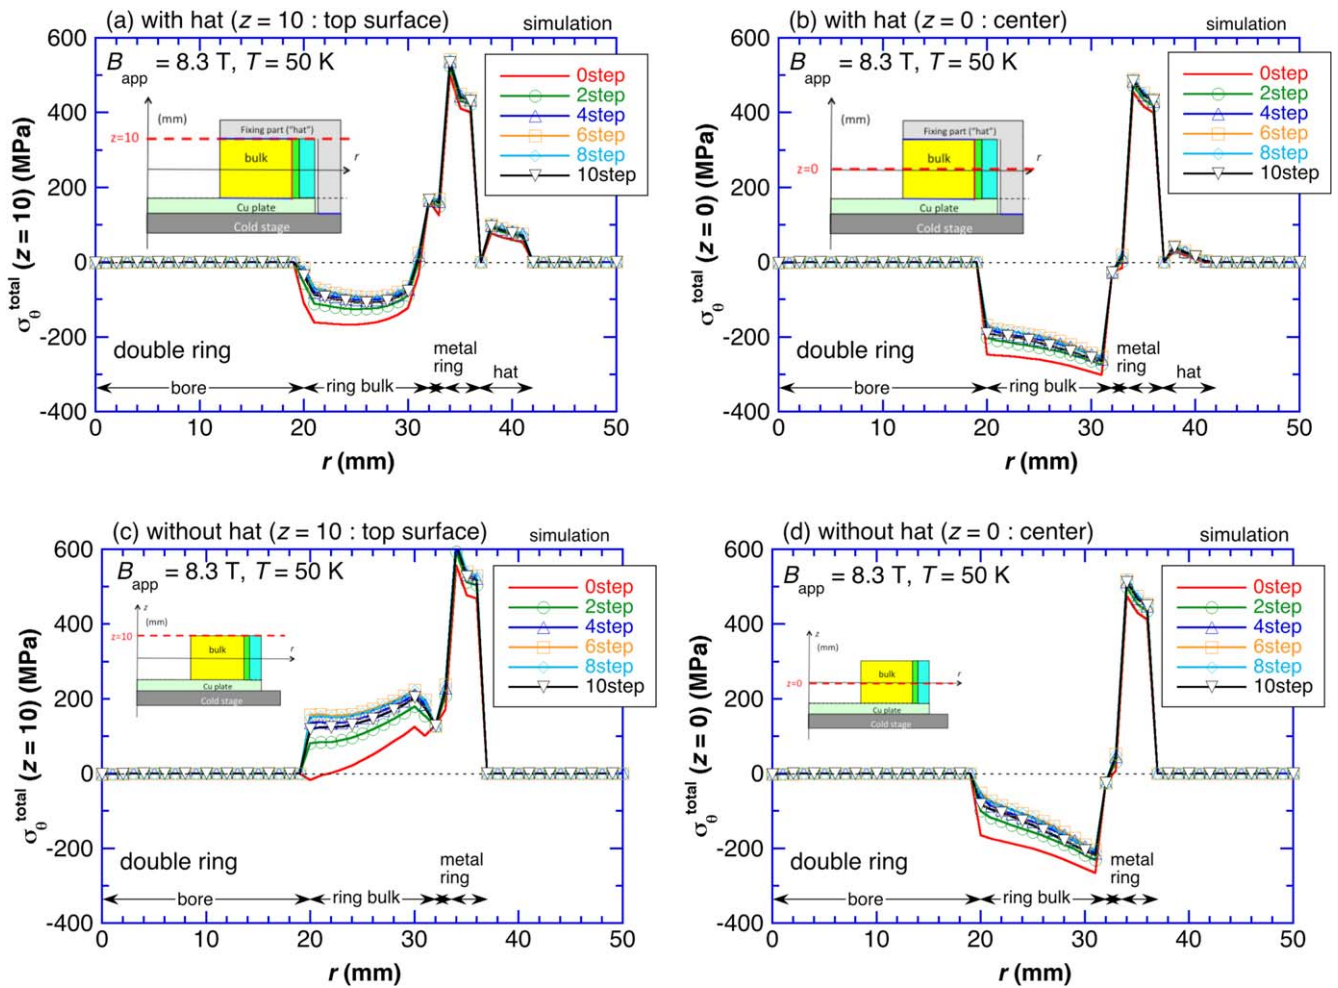 (a) with hat (z = 10 : top surface)
simulation
B_app = 8.3 T, T = 50 K
0step
2step
4step
6step
8step
10step
(mm)
z=10
Fixing part ("hat")
bulk
r
Cu plate
Cold stage
double ring
metal
ring
bore
ring bulk
hat
600
400
200
0
-200
-400
0 10 20 30 40 50
r (mm)
σ_θ^total (z = 10) (MPa)
(b) with hat (z = 0 : center)
simulation
B_app = 8.3 T, T = 50 K
0step
2step
4step
6step
8step
10step
(mm)
z=0
Fixing part ("hat")
bulk
r
Cu plate
Cold stage
double ring
metal
ring
bore
ring bulk
hat
600
400
200
0
-200
-400
0 10 20 30 40 50
r (mm)
σ_θ^total (z = 0) (MPa)
(c) without hat (z = 10 : top surface)
simulation
B_app = 8.3 T, T = 50 K
0step
2step
4step
6step
8step
10step
z
(mm)
z=10
bulk
r
Cu plate
Cold stage
double ring
metal
ring
bore
ring bulk
600
400
200
0
-200
-400
0 10 20 30 40 50
r (mm)
σ_θ^total (z = 10) (MPa)
(d) without hat (z = 0 : center)
simulation
B_app = 8.3 T, T = 50 K
0step
2step
4step
6step
8step
10step
z
(mm)
z=0
bulk
r
Cu plate
Cold stage
double ring
metal
ring
bore
ring bulk
600
400
200
0
-200
-400
0 10 20 30 40 50
r (mm)
σ_θ^total (z = 0) (MPa)